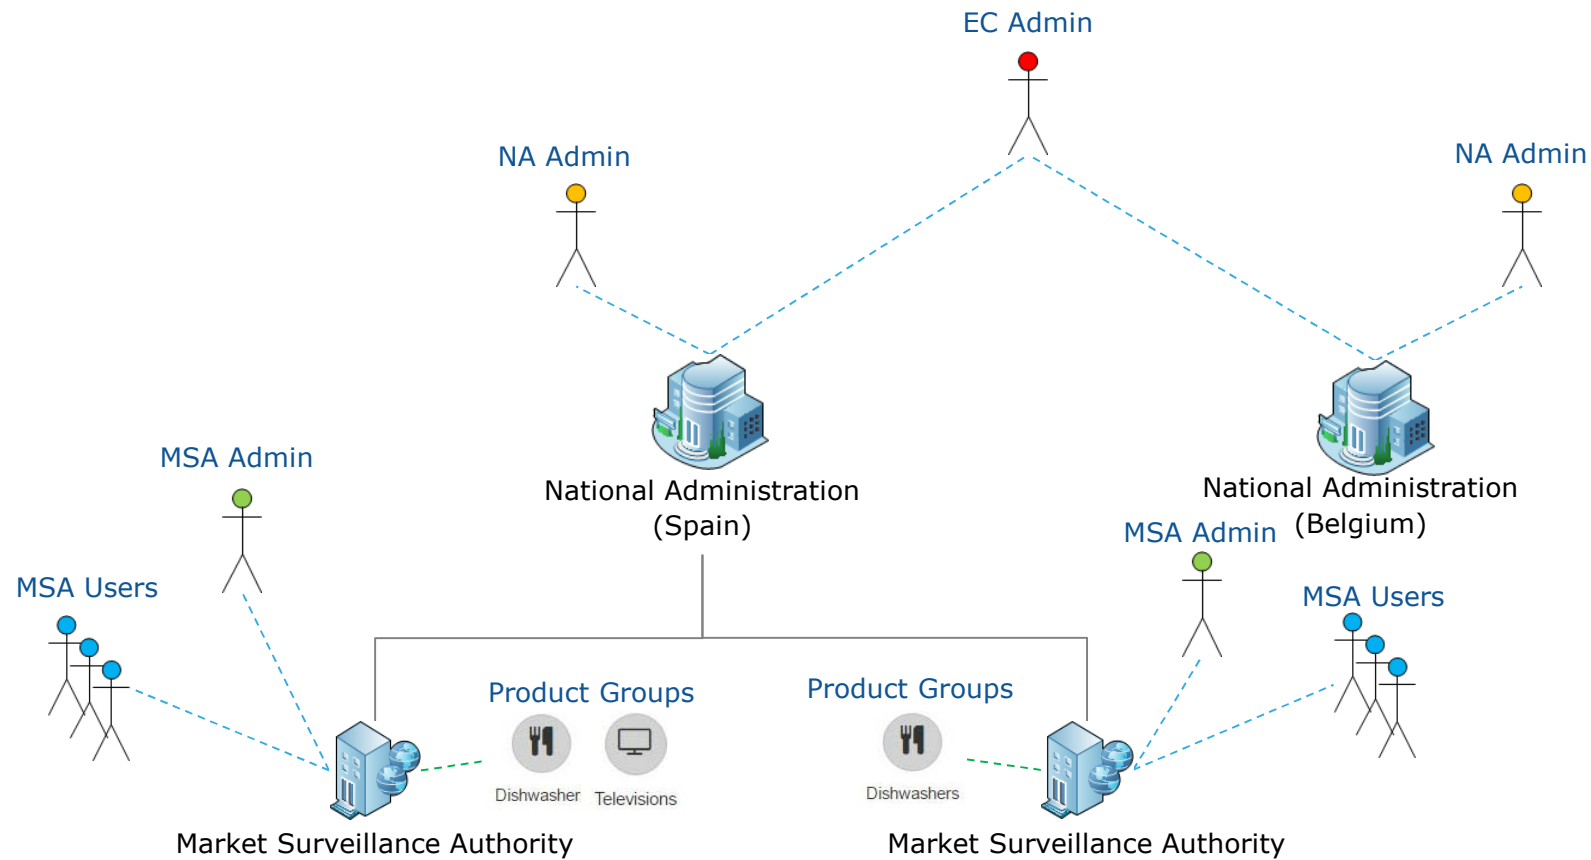 EC Admin
NA Admin
NA Admin
National Administration
(Spain)
National Administration
(Belgium)
MSA Admin
MSA Users
MSA Admin
MSA Users
Product Groups
Dishwasher
Televisions
Product Groups
Dishwashers
Market Surveillance Authority
Market Surveillance Authority